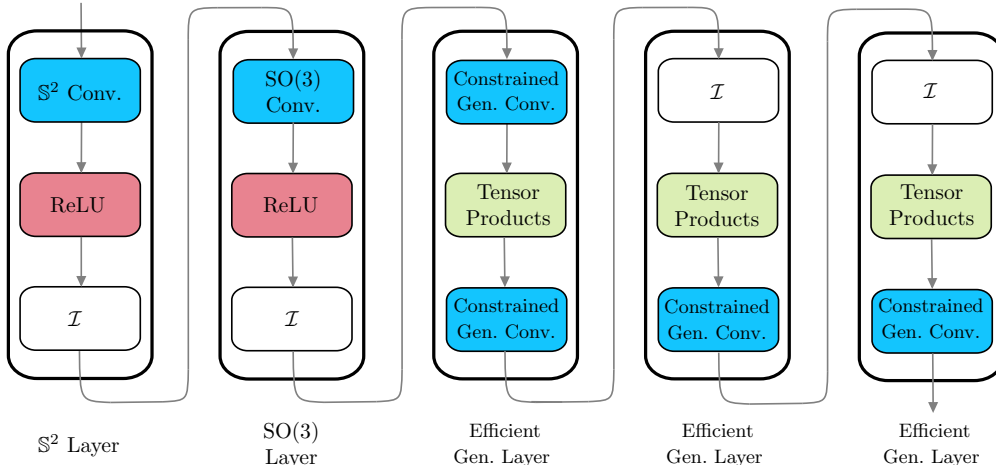 𝕊² Conv.
ReLU
ℐ
𝕊² Layer
SO(3)
Conv.
ReLU
ℐ
SO(3)
Layer
Constrained
Gen. Conv.
Tensor
Products
Constrained
Gen. Conv.
Efficient
Gen. Layer
ℐ
Tensor
Products
Constrained
Gen. Conv.
Efficient
Gen. Layer
ℐ
Tensor
Products
Constrained
Gen. Conv.
Efficient
Gen. Layer